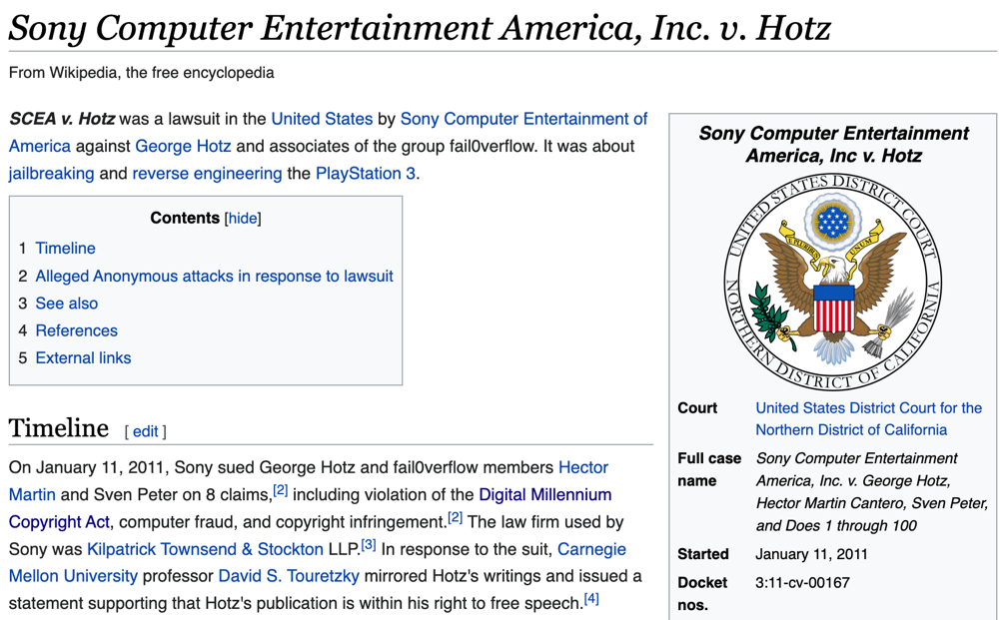 Sony Computer Entertainment America, Inc. v. Hotz
From Wikipedia, the free encyclopedia
SCEA v. Hotz was a lawsuit in the United States by Sony Computer Entertainment of
America against George Hotz and associates of the group fail0verflow. It was about
jailbreaking and reverse engineering the PlayStation 3.
Contents [hide]
1 Timeline
2 Alleged Anonymous attacks in response to lawsuit
3 See also
4 References
5 External links
Timeline [ edit ]
On January 11, 2011, Sony sued George Hotz and fail0verflow members Hector
Martin and Sven Peter on 8 claims,[2] including violation of the Digital Millennium
Copyright Act, computer fraud, and copyright infringement.[2] The law firm used by
Sony was Kilpatrick Townsend & Stockton LLP.[3] In response to the suit, Carnegie
Mellon University professor David S. Touretzky mirrored Hotz's writings and issued a
statement supporting that Hotz's publication is within his right to free speech.[4]
Sony Computer Entertainment
America, Inc v. Hotz
UNITED STATES DISTRICT COURT
E PLURIBUS UNUM
NORTHERN DISTRICT OF CALIFORNIA
Court United States District Court for the
Northern District of California
Full case name Sony Computer Entertainment
America, Inc. v. George Hotz,
Hector Martin Cantero, Sven Peter,
and Does 1 through 100
Started January 11, 2011
Docket nos. 3:11-cv-00167